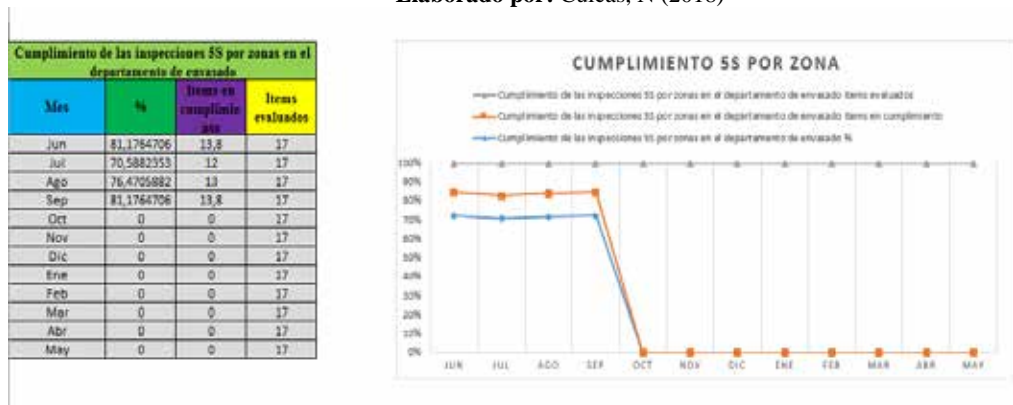 Elaborado por: Cuicas, N (2018)
Cumplimiento de las inspecciones 5S por zonas en el
departamento de envasado
Mes % Items en cumplimie nto Items evaluados
Jun 81,1764706 13,8 17
Jul 70,5882353 12 17
Ago 76,4705882 13 17
Sep 81,1764706 13,8 17
Oct 0 0 17
Nov 0 0 17
Dic 0 0 17
Ene 0 0 17
Feb 0 0 17
Mar 0 0 17
Abr 0 0 17
May 0 0 17
CUMPLIMIENTO 5S POR ZONA
Cumplimiento de las inspecciones 5S por zonas en el departamento de envasado Items evaluados
Cumplimiento de las inspecciones 5S por zonas en el departamento de envasado Items en cumplimiento
Cumplimiento de las inspecciones 5S por zonas en el departamento de envasado %
100%
90%
80%
70%
60%
50%
40%
30%
20%
10%
0%
JUN JUL AGO SEP OCT NOV DIC ENE FEB MAR ABR MAY